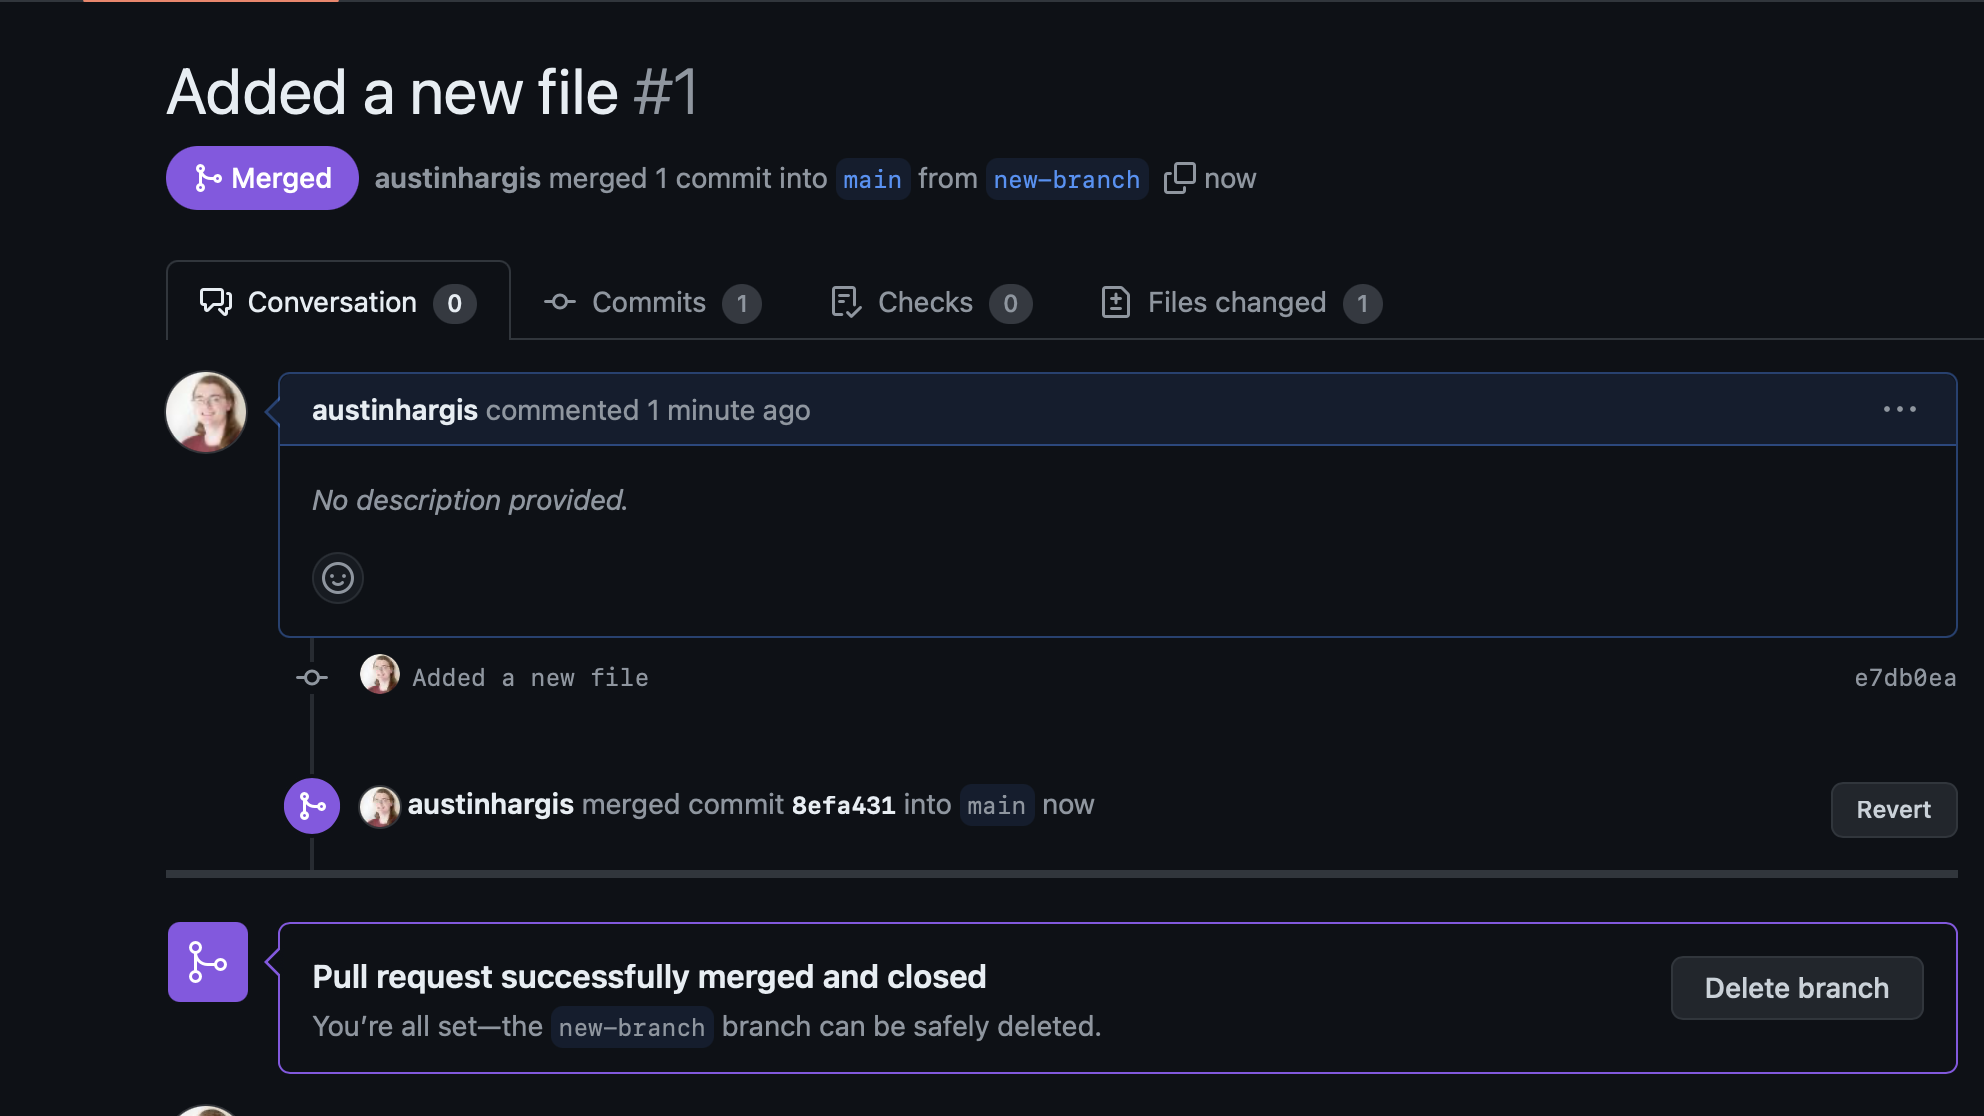 Added a new file #1
Merged austinhargis merged 1 commit into main from new-branch now
Conversation 0 Commits 1 Checks 0 Files changed 1
austinhargis commented 1 minute ago
No description provided.
Added a new file e7db0ea
austinhargis merged commit 8efa431 into main now Revert
Pull request successfully merged and closed
You’re all set—the new-branch branch can be safely deleted.
Delete branch